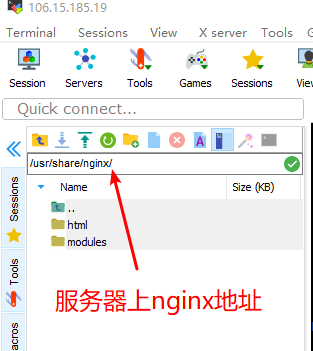 106.15.185.19
Terminal Sessions View X server Tools
Session Servers Tools Games Sessions View
Quick connect...
/usr/share/nginx/
Name Size (KB)
..
html
modules
服务器上nginx地址
Sessions
Tools
acros